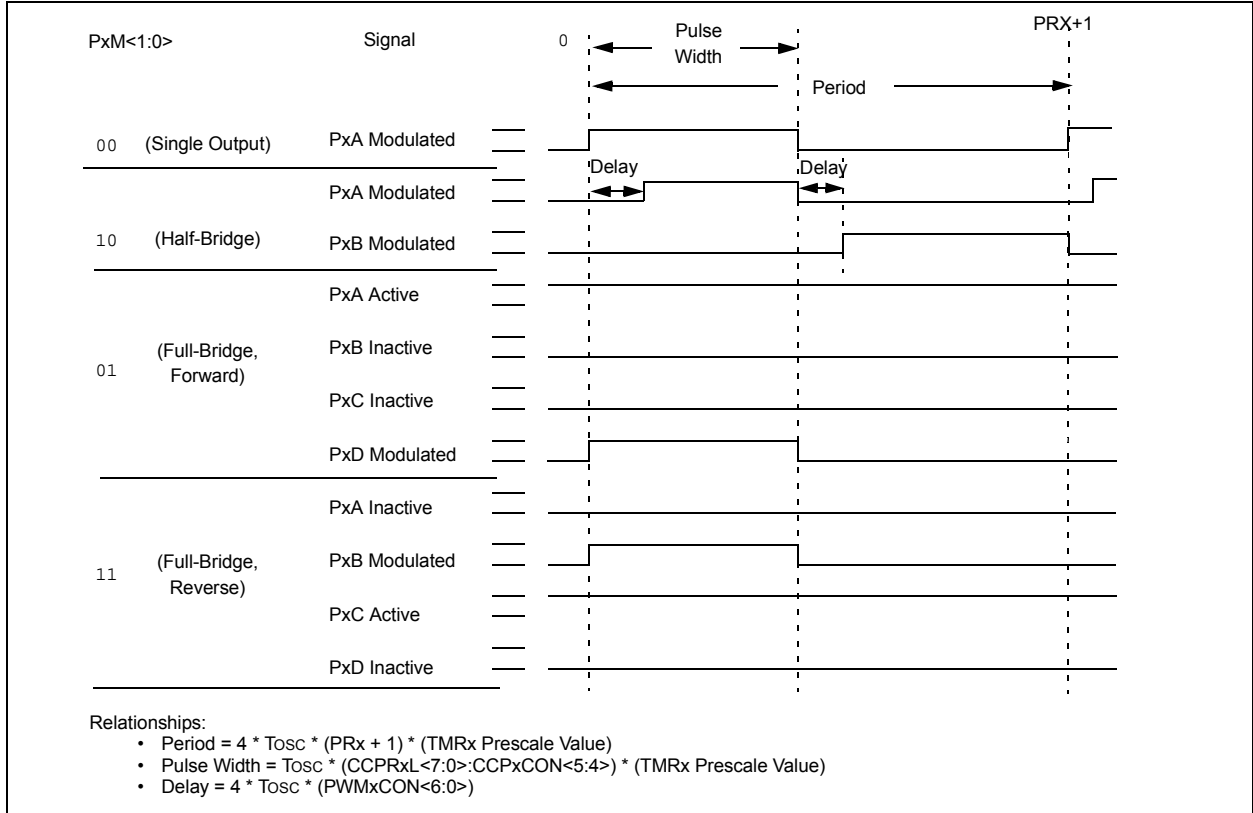 PxM<1:0> Signal 0 Pulse Width PRX+1
Period
00 (Single Output) PxA Modulated
Delay Delay
PxA Modulated
10 (Half-Bridge) PxB Modulated
PxA Active
PxB Inactive
01 (Full-Bridge, Forward)
PxC Inactive
PxD Modulated
PxA Inactive
PxB Modulated
11 (Full-Bridge, Reverse)
PxC Active
PxD Inactive
Relationships:
• Period = 4 * TOSC * (PRx + 1) * (TMRx Prescale Value)
• Pulse Width = TOSC * (CCPRxL<7:0>:CCPxCON<5:4>) * (TMRx Prescale Value)
• Delay = 4 * TOSC * (PWMxCON<6:0>)